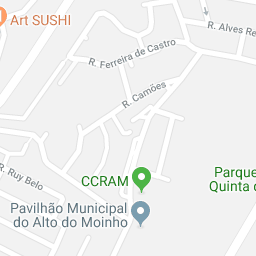 Art SUSHI
R. Alves Re
R. Ferreira de Castro
R. Camões
Parque
Quinta d
CCRAM
R. Ruy Belo
Pavilhão Municipal
do Alto do Moinho